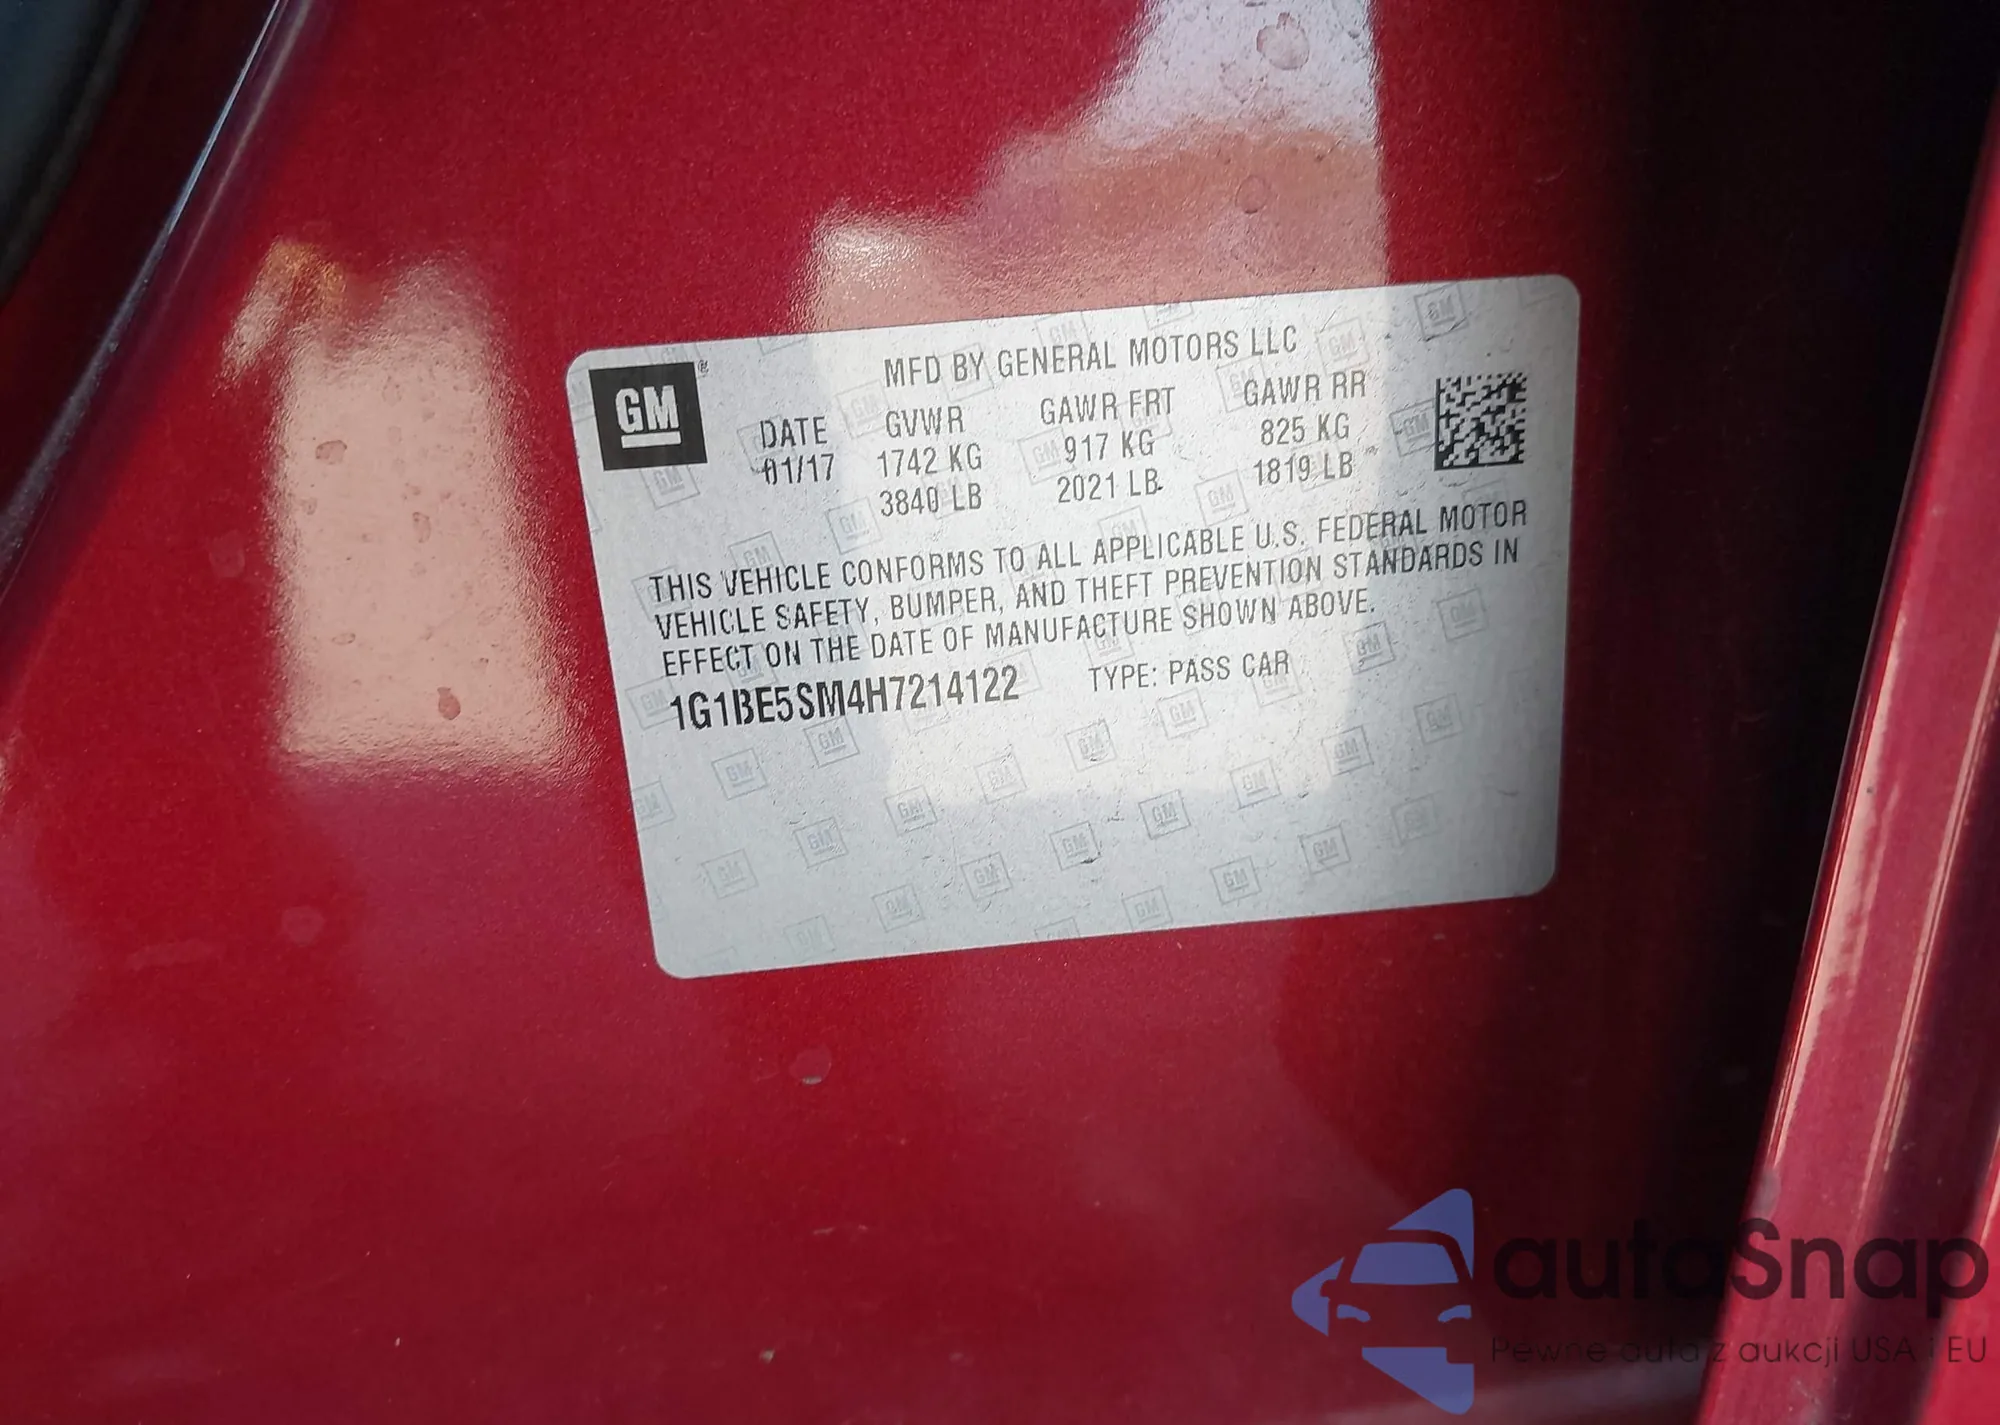 MFD BY GENERAL MOTORS LLC
GM ®
DATE GVWR GAWR FRT GAWR RR
01/17 1742 KG 917 KG 825 KG
3840 LB 2021 LB 1819 LB
THIS VEHICLE CONFORMS TO ALL APPLICABLE U.S. FEDERAL MOTOR
VEHICLE SAFETY, BUMPER, AND THEFT PREVENTION STANDARDS IN
EFFECT ON THE DATE OF MANUFACTURE SHOWN ABOVE.
1G1BE5SM4H7214122 TYPE: PASS CAR
autaSnap
Pewne auta z aukcji USA i EU